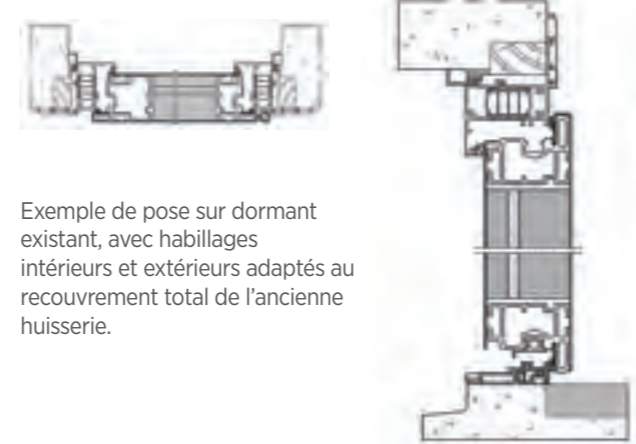 Exemple de pose sur dormant
existant, avec habillages
intérieurs et extérieurs adaptés au
recouvrement total de l’ancienne
huisserie.